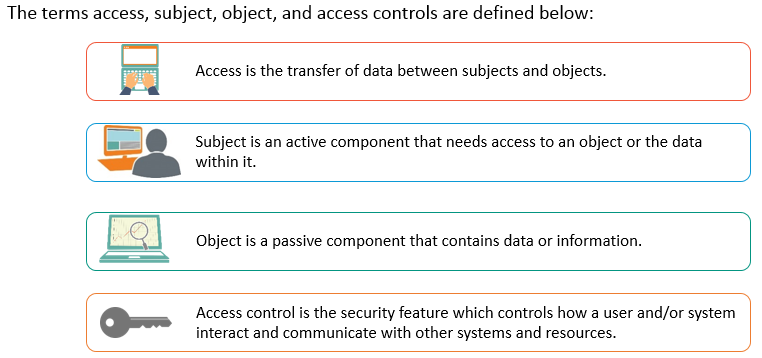 The terms access, subject, object, and access controls are defined below:
Access is the transfer of data between subjects and objects.
Subject is an active component that needs access to an object or the data
within it.
Object is a passive component that contains data or information.
Access control is the security feature which controls how a user and/or system
interact and communicate with other systems and resources.